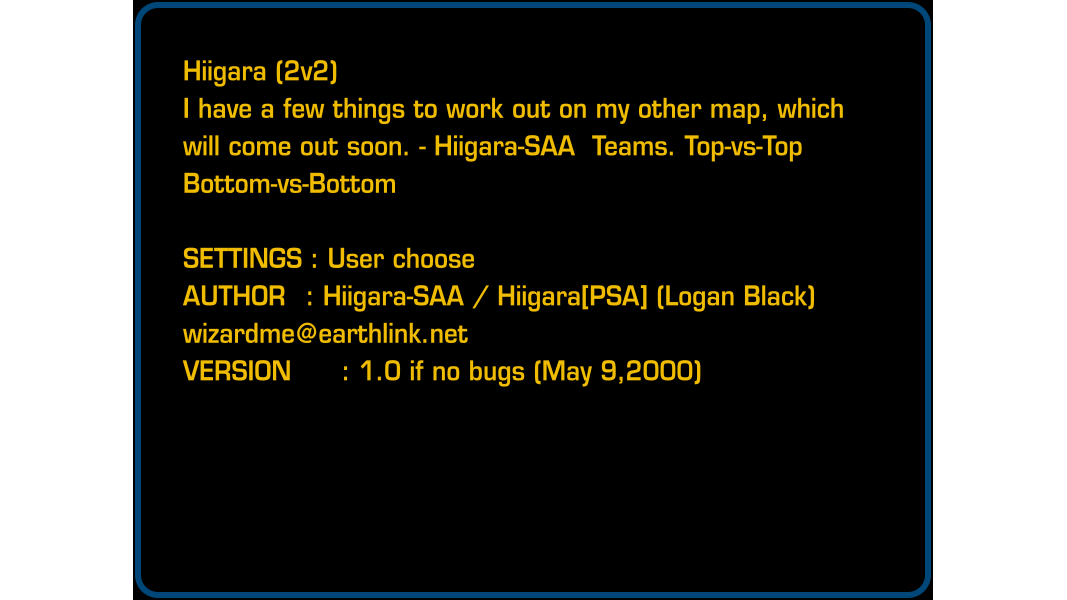 Hiigara (2v2)
I have a few things to work out on my other map, which
will come out soon. - Hiigara-SAA  Teams. Top-vs-Top
Bottom-vs-Bottom

SETTINGS : User choose
AUTHOR  : Hiigara-SAA / Hiigara[PSA] (Logan Black)
wizardme@earthlink.net
VERSION     : 1.0 if no bugs (May 9,2000)